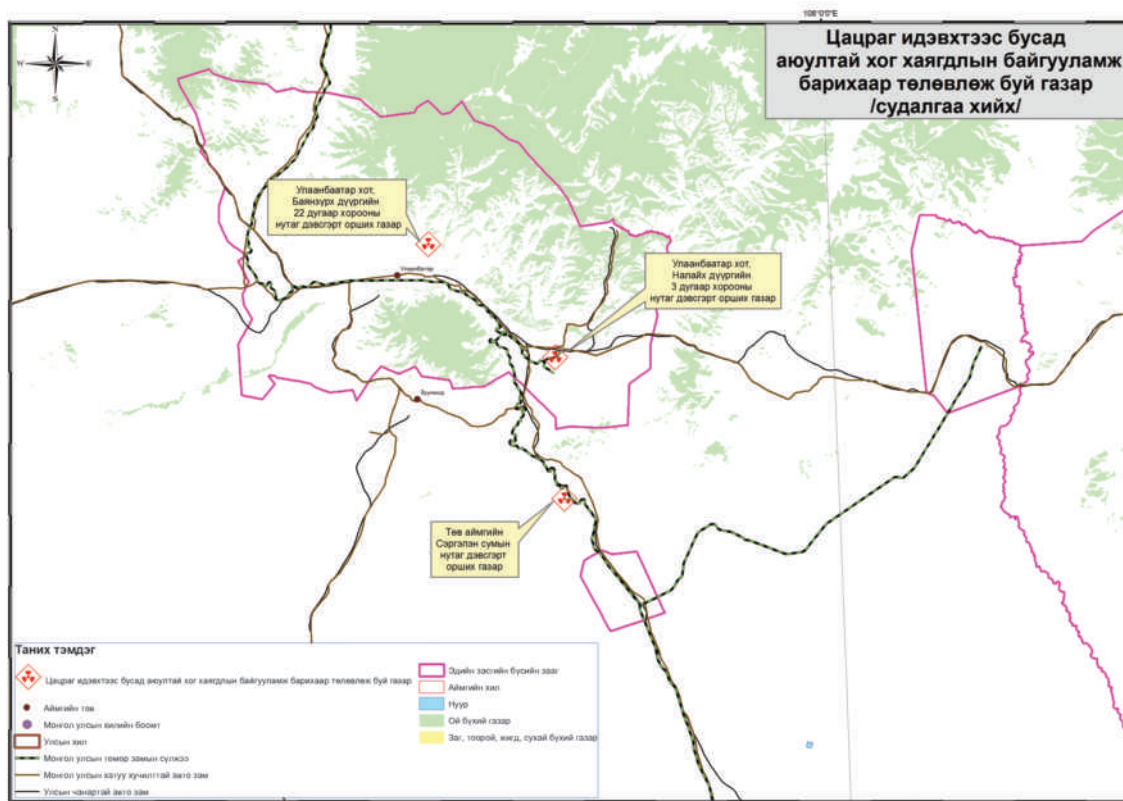 108°0'0"E
Цацраг идэвхтээс бусад
аюултай хог хаягдлын байгууламж
барихаар төлөвлөж буй газар
/судалгаа хийх/
N
W
E
S
Улаанбаатар хот,
Баянзүрх дүүргийн
22 дугаар хорооны
нутаг дэвсгэрт орших газар
Улаанбаатар хот,
Налайх дүүргийн
3 дугаар хорооны
нутаг дэвсгэрт орших газар
Улаанбаатар
Зуунмод
Төв аймгийн
Сэргэлэн сумын
нутаг дэвсгэрт
орших газар
Таних тэмдэг
Цацраг идэвхтээс бусад аюултай хог хаягдлын байгууламж барихаар төлөвлөж буй газар
Аймгийн төв
Монгол улсын хилийн боомт
Улсын хил
Монгол улсын төмөр замын сүлжээ
Монгол улсын хатуу хучилттай авто зам
Улсын чанартай авто зам
Эдийн засгийн бүсийн зааг
Аймгийн хил
Нуур
Ой бүхий газар
Заг, тоорой, жигд, сухай бүхий газар